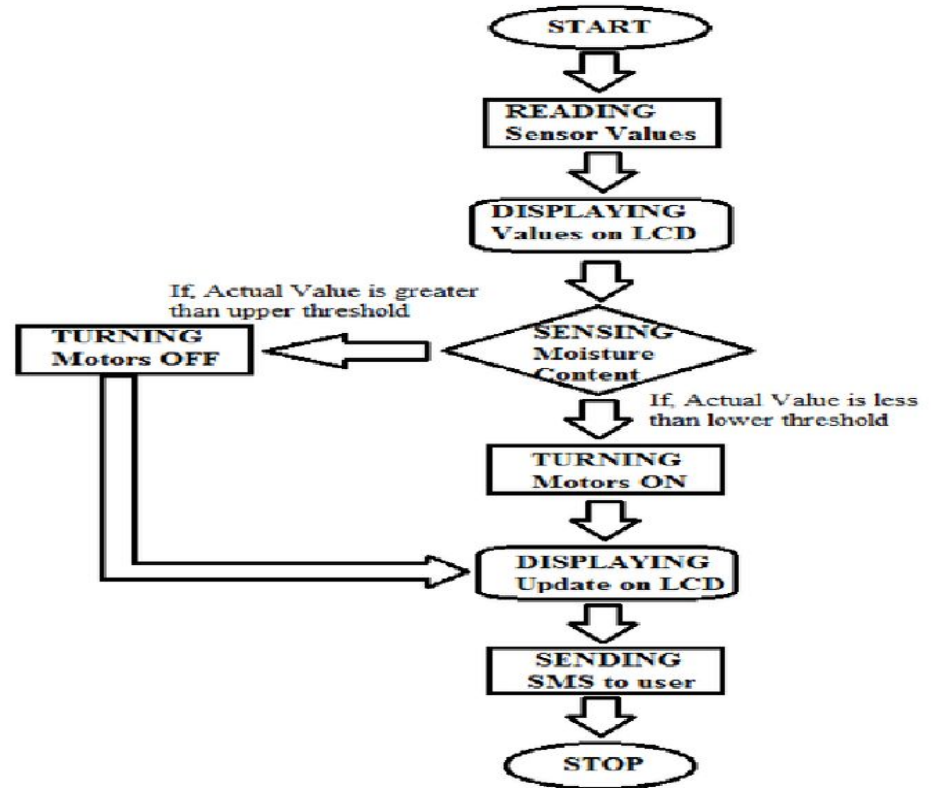 START
READING
Sensor Values
DISPLAYING
Values on LCD
If, Actual Value is greater
than upper threshold
TURNING
Motors OFF
SENSING
Moisture
Content
If, Actual Value is less
than lower threshold
TURNING
Motors ON
DISPLAYING
Update on LCD
SENDING
SMS to user
STOP